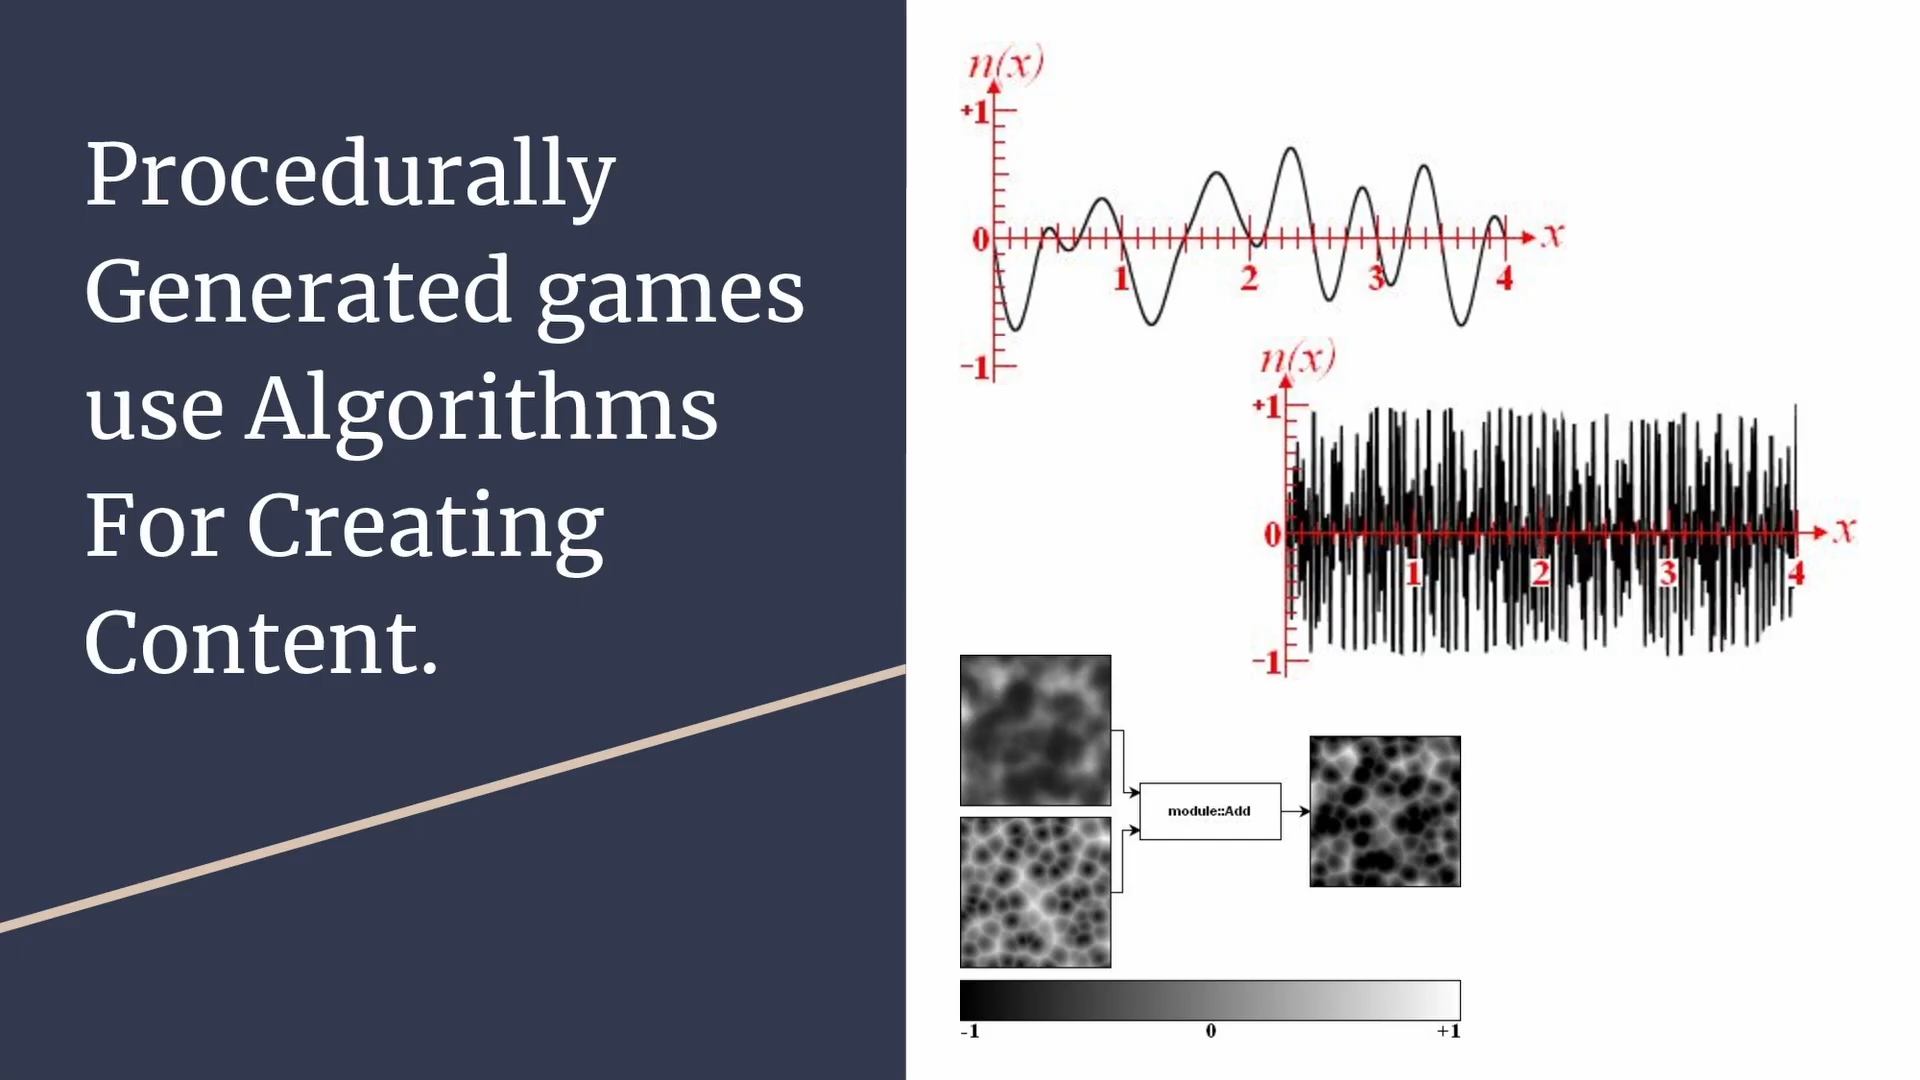 Procedurally
Generated games
use Algorithms
For Creating
Content.
n(x)
+1
0
1
2
3
4
x
-1
n(x)
+1
0
1
2
3
4
x
-1
module::Add
-1
0
+1